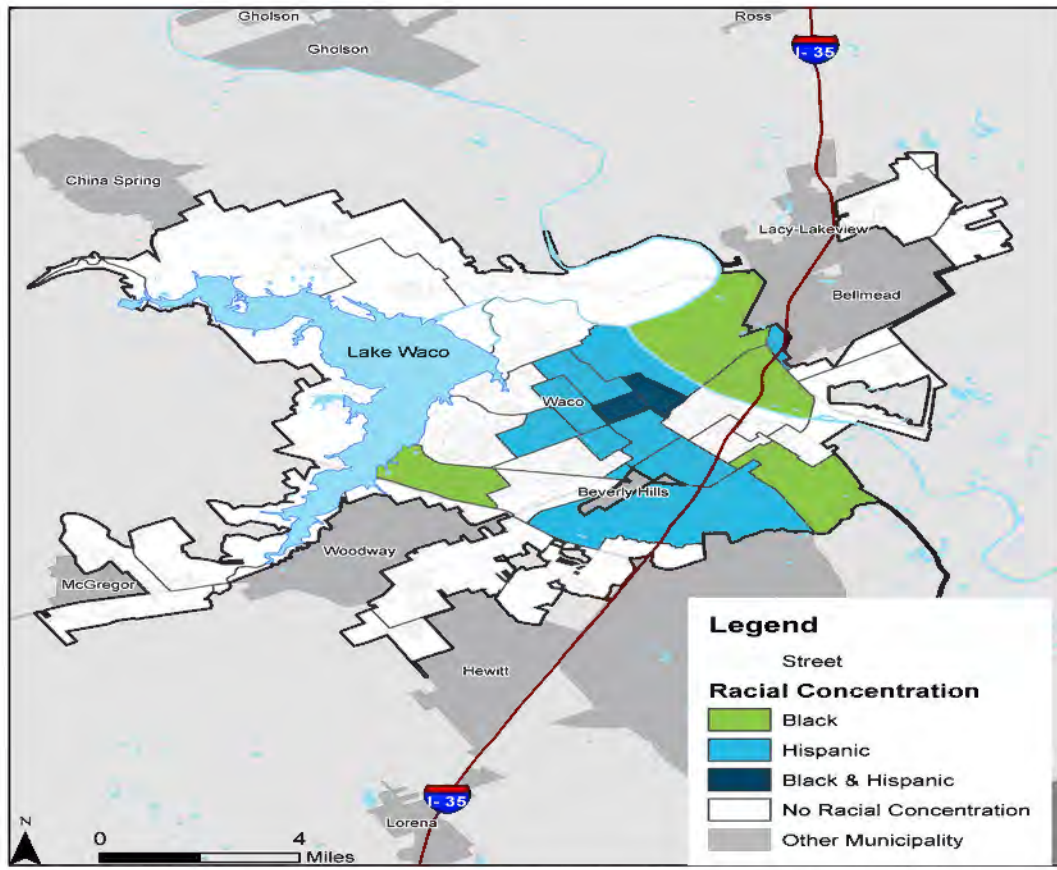 Gholson
Ross
Gholson
I- 35
China Spring
Lacy-Lakeview
Bellmead
Lake Waco
Waco
Beverly Hills
Woodway
McGregor
Hewitt
I- 35
Lorena
N
0 4
Miles
Legend
Street
Racial Concentration
Black
Hispanic
Black & Hispanic
No Racial Concentration
Other Municipality